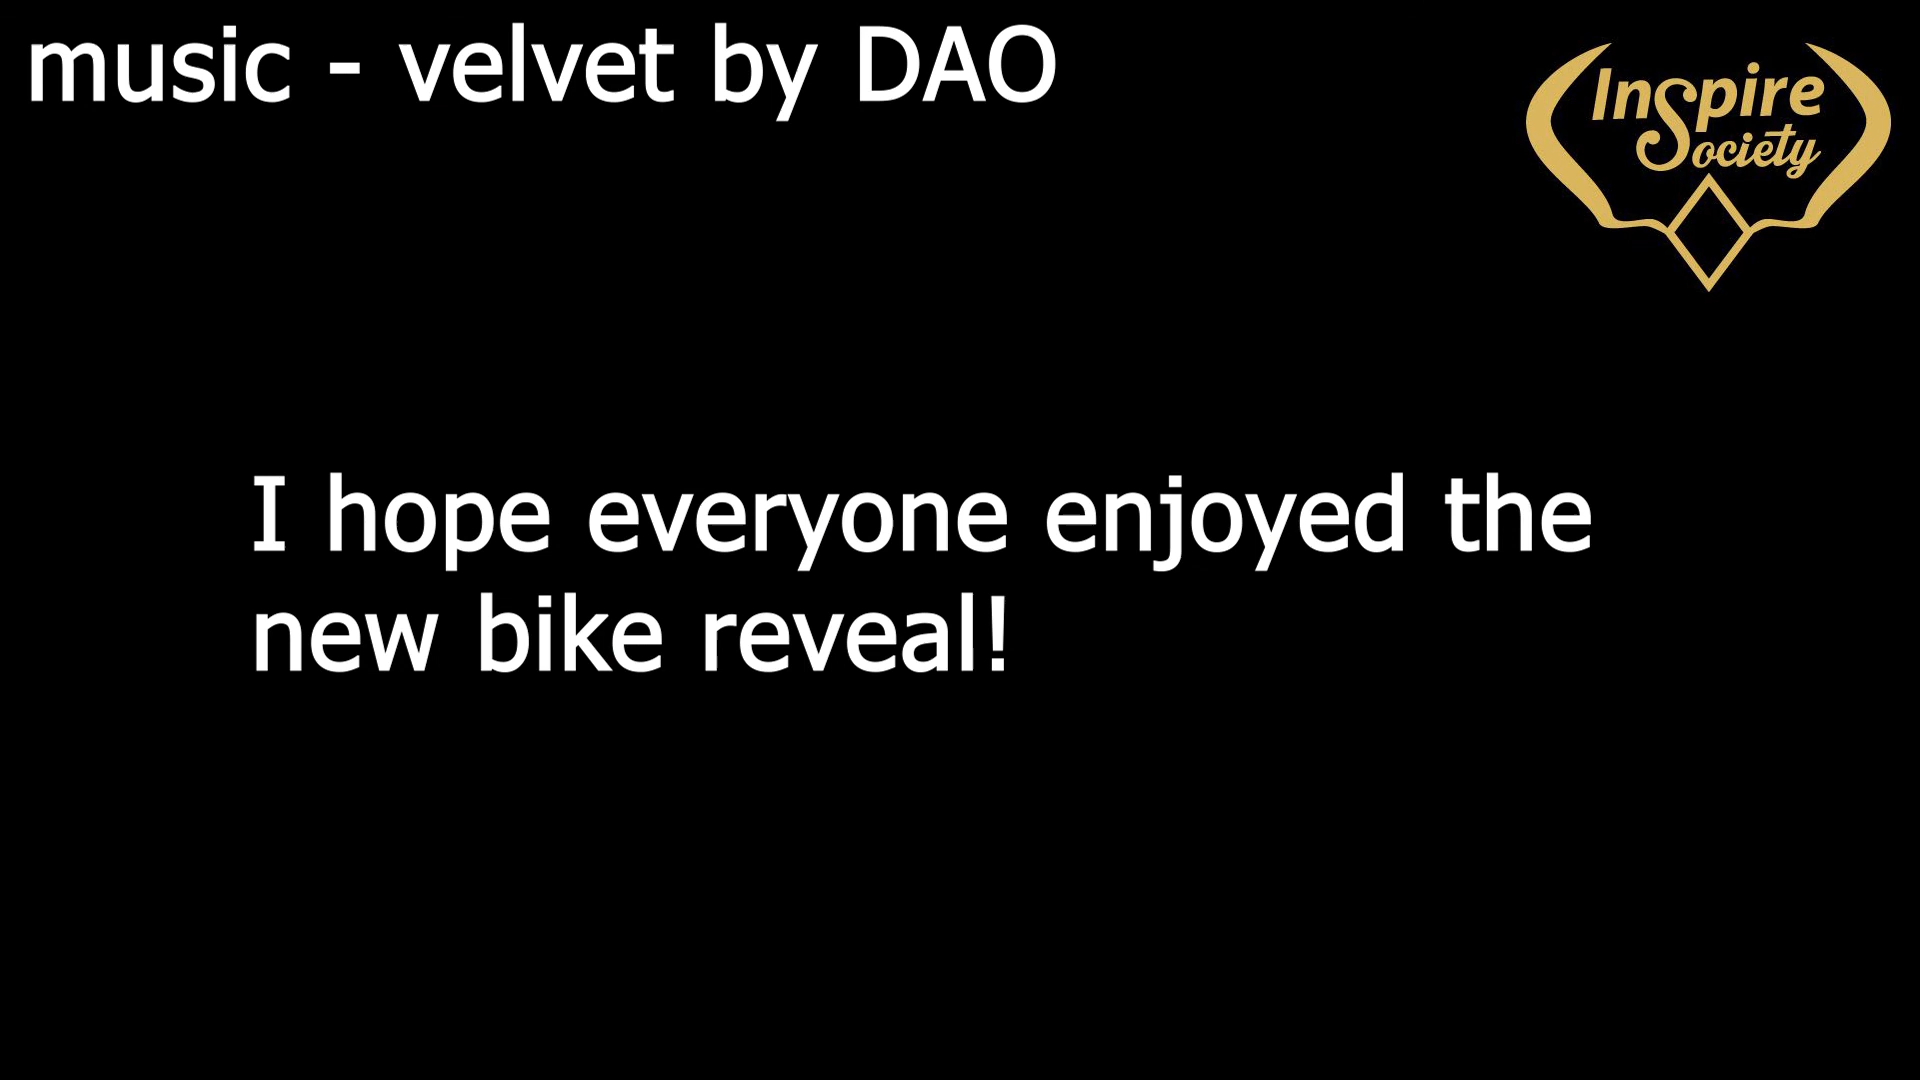 music - velvet by DAO
Inspire
Society
I hope everyone enjoyed the
new bike reveal!